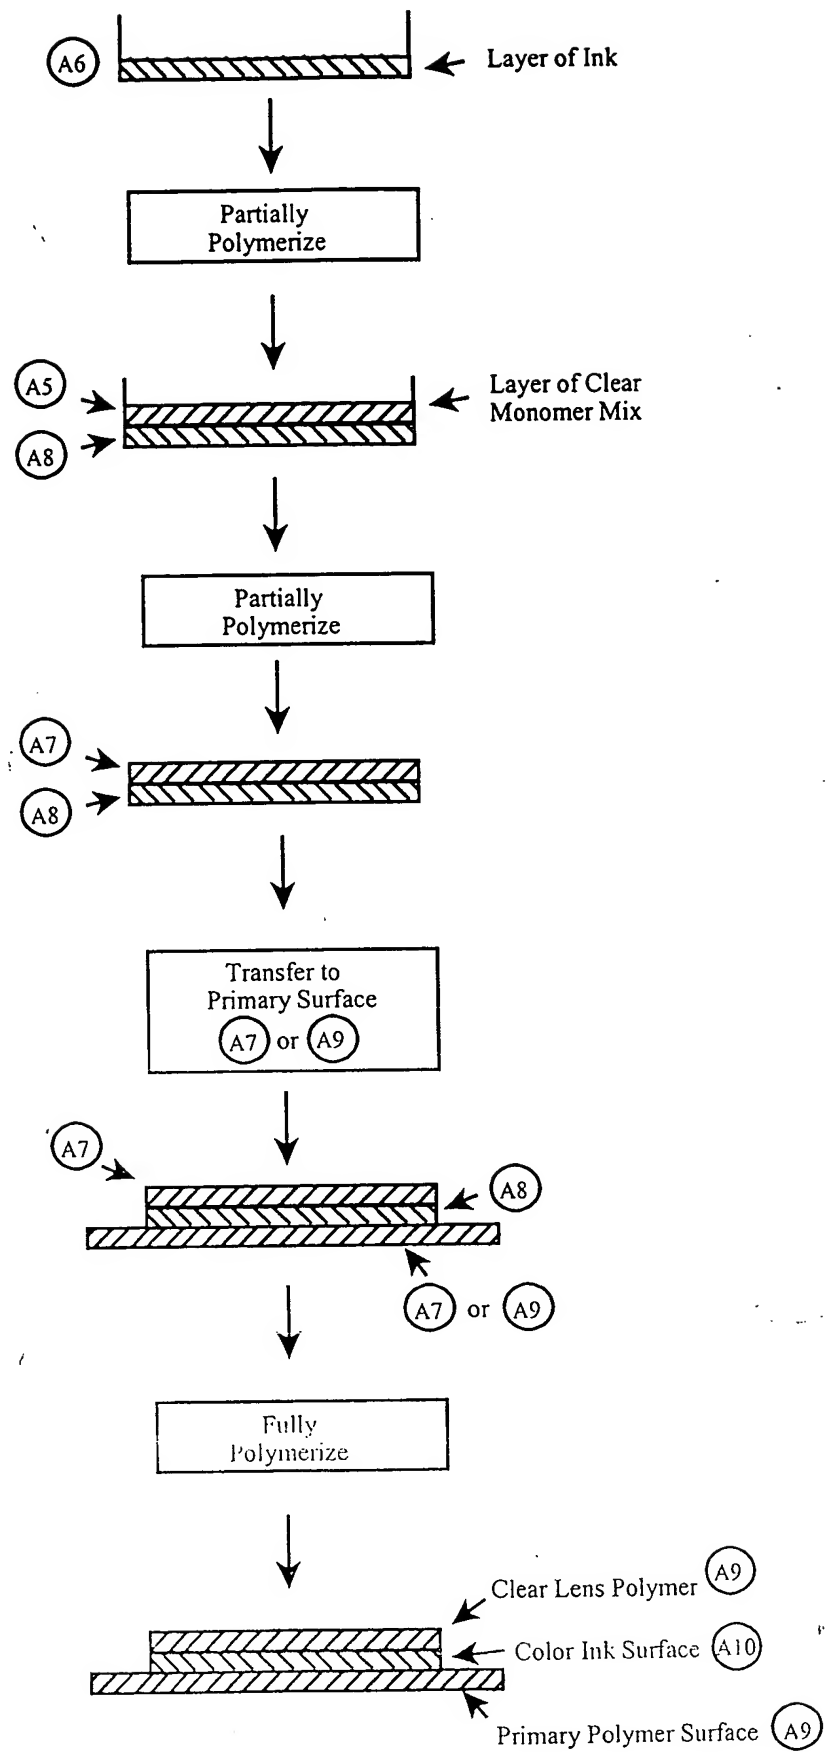 A6
Layer of Ink
Partially
Polymerize
A5
Layer of Clear
Monomer Mix
A8
Partially
Polymerize
A7
A8
Transfer to
Primary Surface
A7 or A9
A7
A8
A7 or A9
Fully
Polymerize
Clear Lens Polymer A9
Color Ink Surface A10
Primary Polymer Surface A9